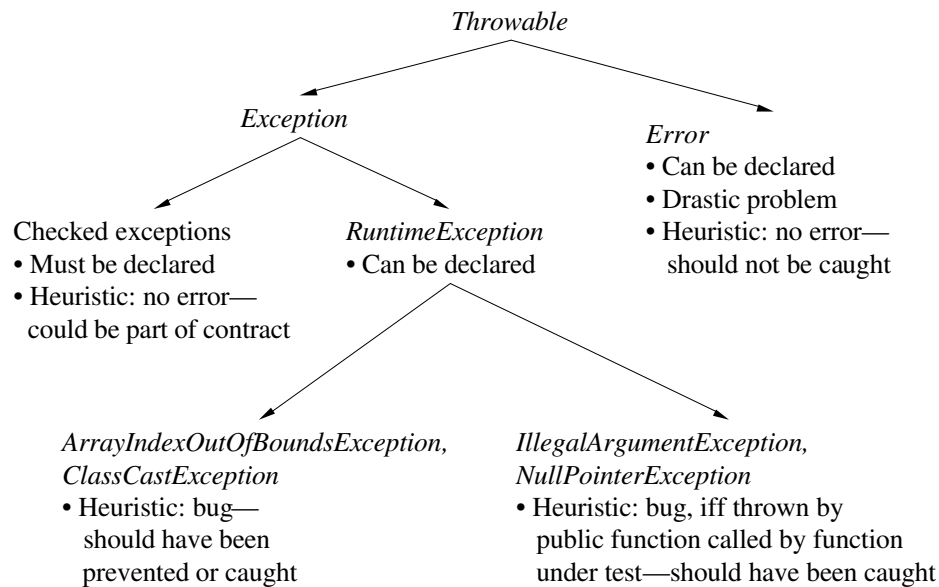 Throwable
Exception
Error
• Can be declared
• Drastic problem
• Heuristic: no error—
should not be caught
Checked exceptions
• Must be declared
• Heuristic: no error—
could be part of contract
RuntimeException
• Can be declared
ArrayIndexOutOfBoundsException,
ClassCastException
• Heuristic: bug—
should have been
prevented or caught
IllegalArgumentException,
NullPointerException
• Heuristic: bug, iff thrown by
public function called by function
under test—should have been caught